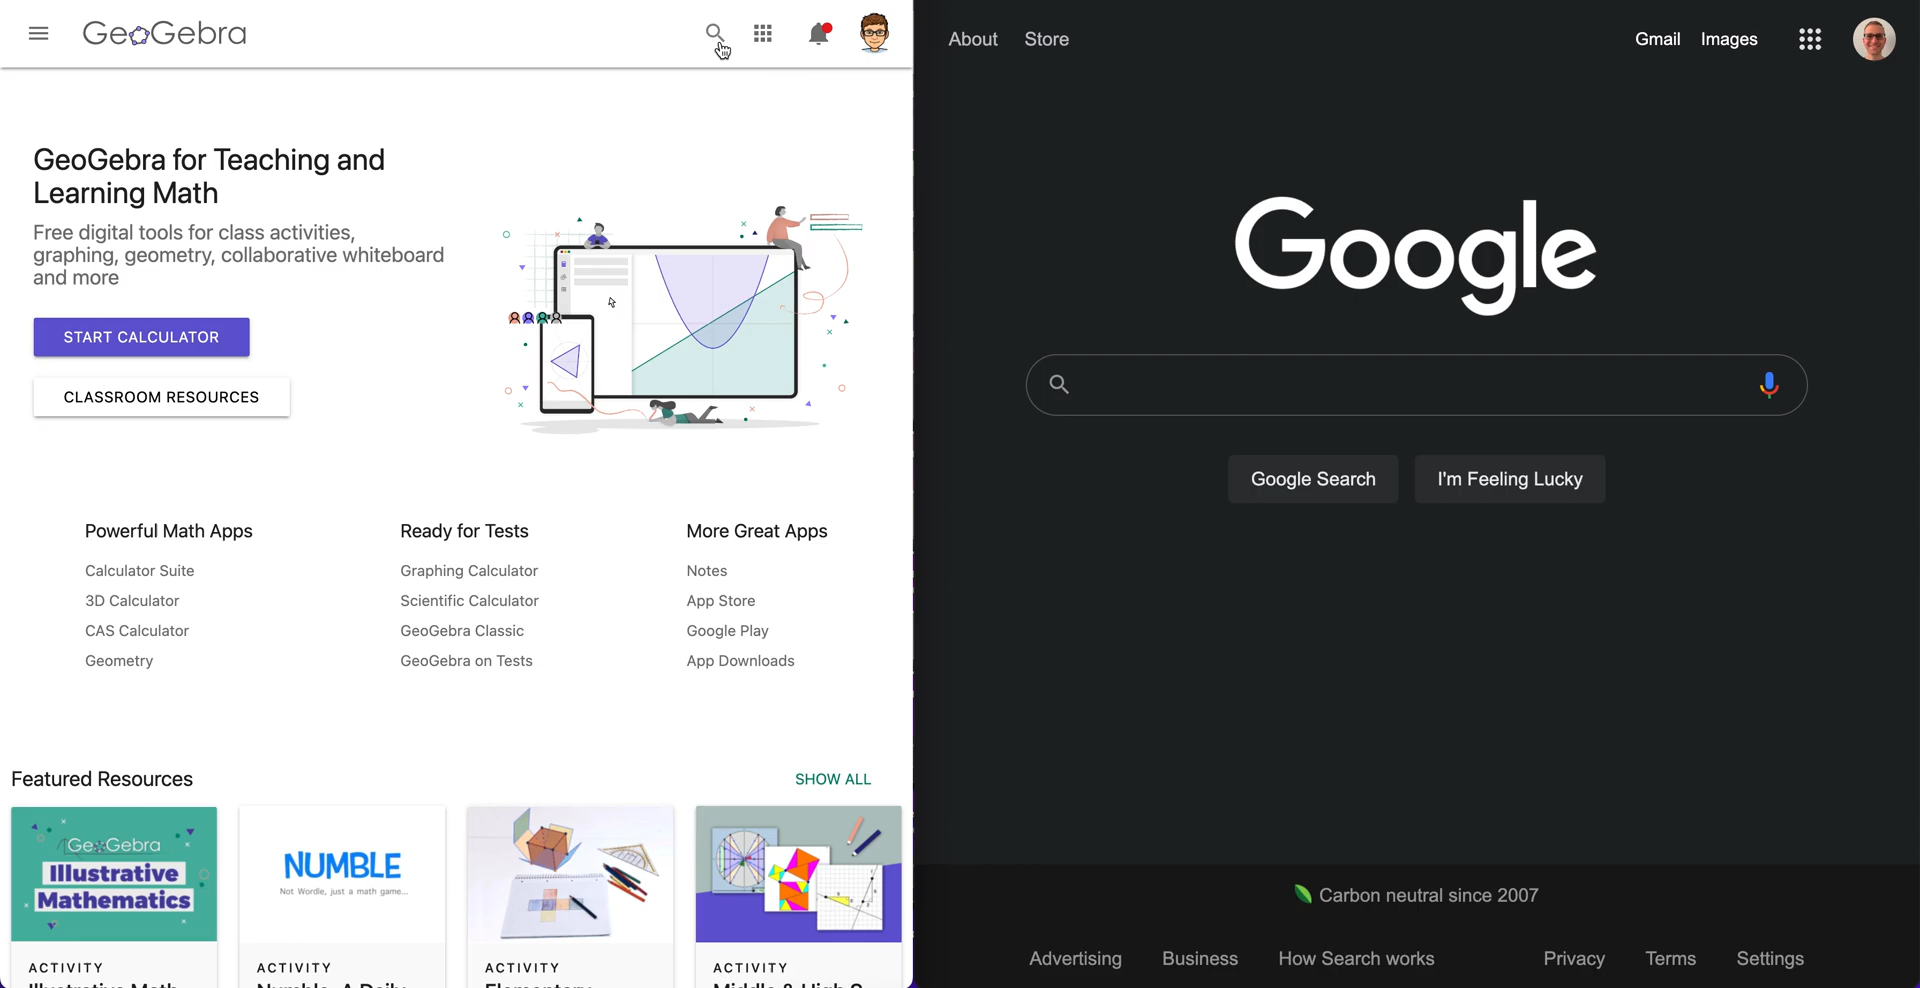 GeoGebra
GeoGebra for Teaching and
Learning Math
Free digital tools for class activities,
graphing, geometry, collaborative whiteboard
and more
START CALCULATOR
CLASSROOM RESOURCES
Powerful Math Apps
Calculator Suite
3D Calculator
CAS Calculator
Geometry
Ready for Tests
Graphing Calculator
Scientific Calculator
GeoGebra Classic
GeoGebra on Tests
More Great Apps
Notes
App Store
Google Play
App Downloads
Featured Resources
SHOW ALL
GeoGebra
Illustrative
Mathematics
ACTIVITY
NUMBLE
Not Wordle, just a math game...
ACTIVITY
ACTIVITY
ACTIVITY
About Store
Gmail Images
Google
Google Search
I'm Feeling Lucky
Carbon neutral since 2007
Advertising Business How Search works
Privacy Terms Settings